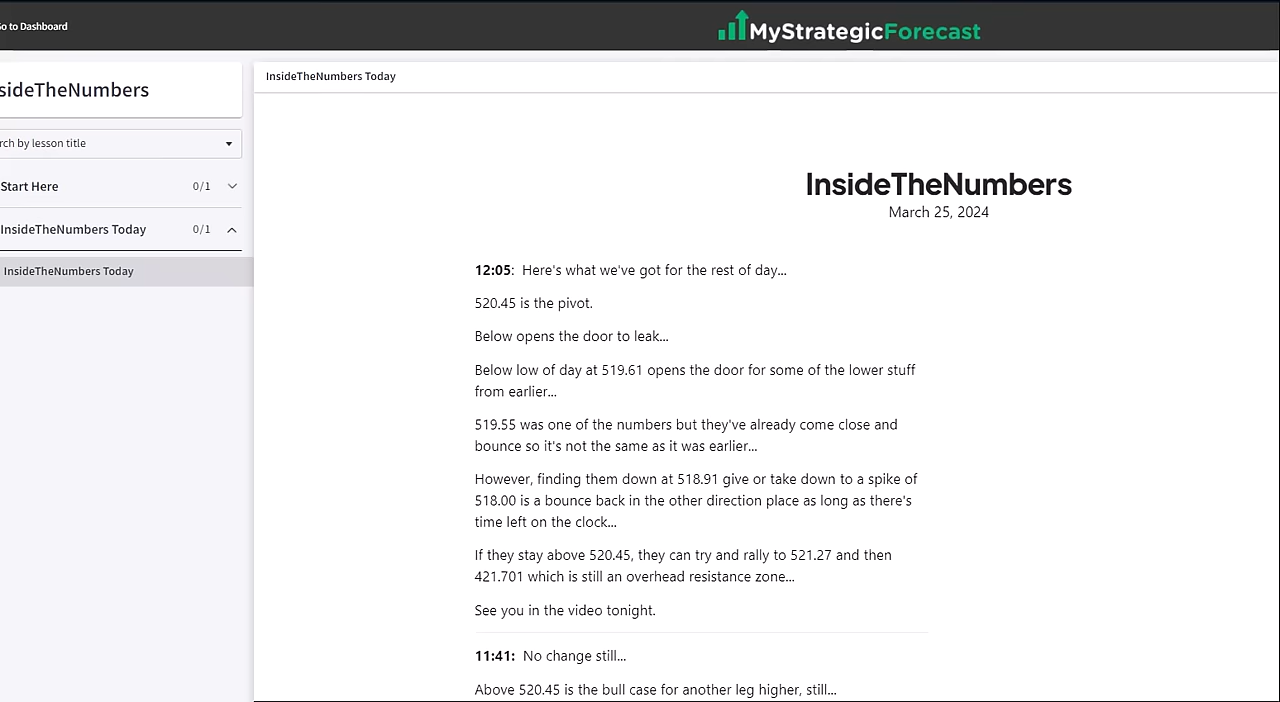 o to Dashboard
MyStrategicForecast
sideTheNumbers
rch by lesson title
Start Here 0/1
InsideTheNumbers Today 0/1
InsideTheNumbers Today
InsideTheNumbers Today
InsideTheNumbers
March 25, 2024
12:05: Here's what we've got for the rest of day...
520.45 is the pivot.
Below opens the door to leak...
Below low of day at 519.61 opens the door for some of the lower stuff
from earlier...
519.55 was one of the numbers but they've already come close and
bounce so it's not the same as it was earlier...
However, finding them down at 518.91 give or take down to a spike of
518.00 is a bounce back in the other direction place as long as there's
time left on the clock...
If they stay above 520.45, they can try and rally to 521.27 and then
421.701 which is still an overhead resistance zone...
See you in the video tonight.
11:41: No change still...
Above 520.45 is the bull case for another leg higher, still...